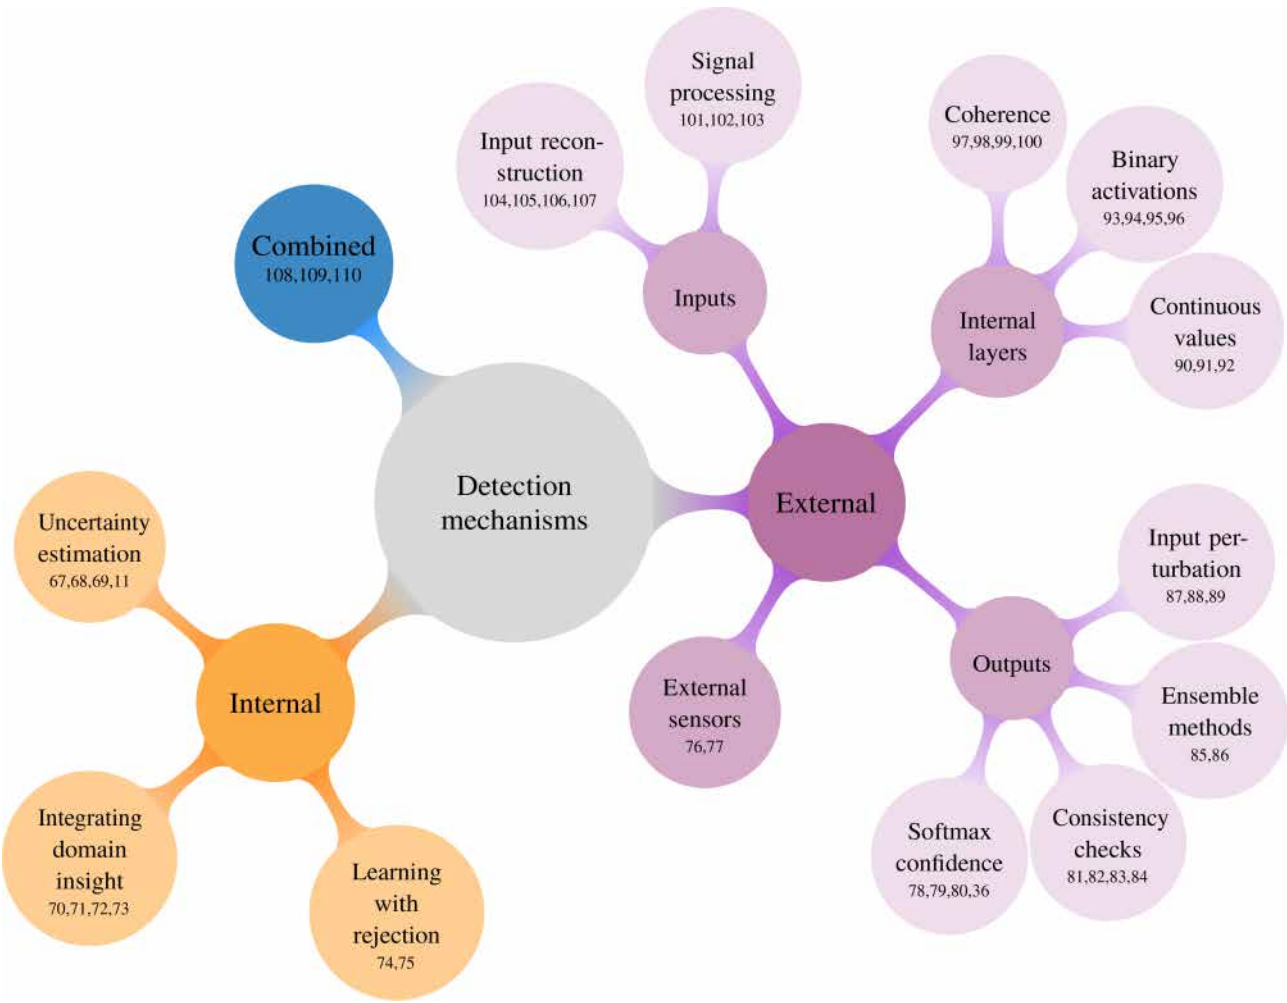 Signal
processing
101,102,103
Input recon-
struction
104,105,106,107
Coherence
97,98,99,100
Binary
activations
93,94,95,96
Combined
108,109,110
Inputs
Internal
layers
Continuous
values
90,91,92
Detection
mechanisms
External
Uncertainty
estimation
67,68,69,11
Input per-
turbation
87,88,89
Internal
External
sensors
76,77
Outputs
Ensemble
methods
85,86
Integrating
domain
insight
70,71,72,73
Learning
with
rejection
74,75
Softmax
confidence
78,79,80,36
Consistency
checks
81,82,83,84